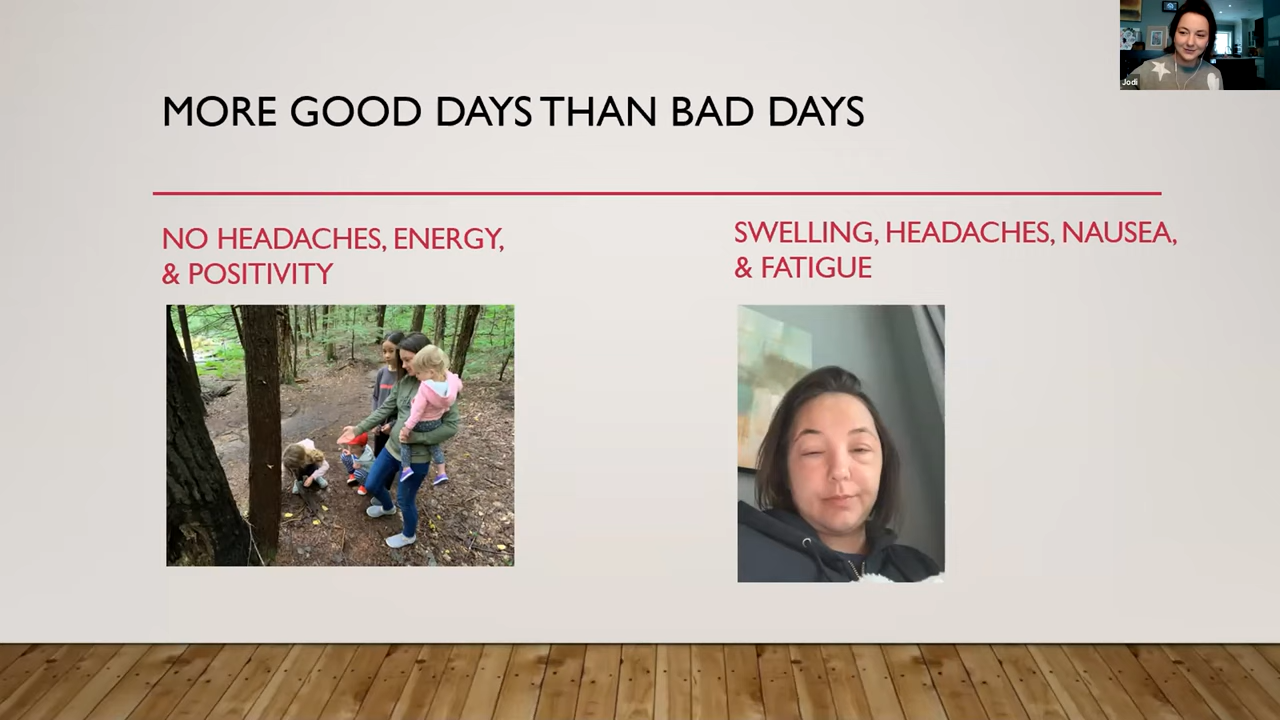 Jodi
MORE GOOD DAYS THAN BAD DAYS
NO HEADACHES, ENERGY,
& POSITIVITY
SWELLING, HEADACHES, NAUSEA,
& FATIGUE